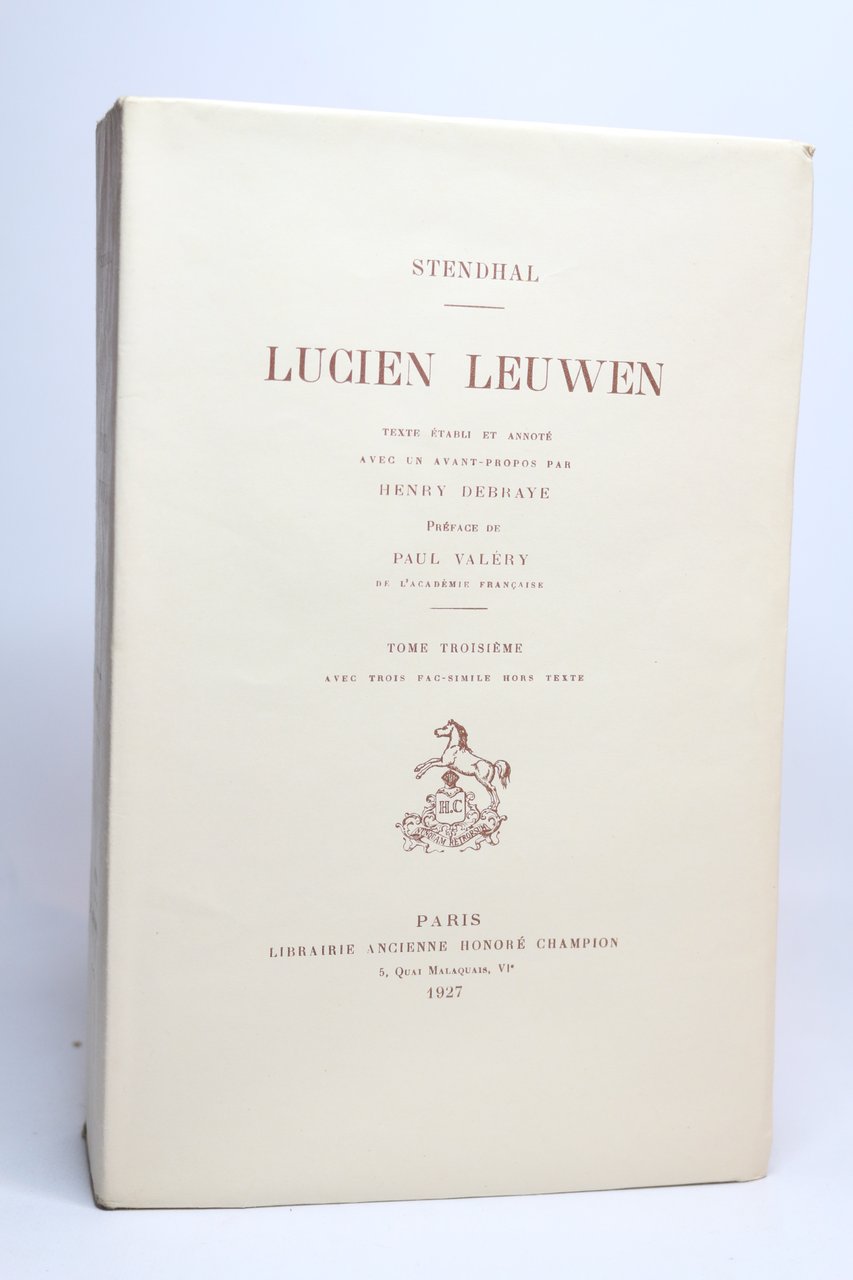 STENDHAL
LUCIEN LEUWEN
TEXTE ÉTABLI ET ANNOTÉ
AVEC UN AVANT-PROPOS PAR
HENRY DEBRAYE
PRÉFACE DE
PAUL VALÉRY
DE L'ACADÉMIE FRANÇAISE
TOME TROISIÈME
AVEC TROIS FAC-SIMILE HORS TEXTE
H.C
NUNQUAM RETRORSUM
PARIS
LIBRAIRIE ANCIENNE HONORÉ CHAMPION
5, QUAI MALAQUAIS, VIe
1927